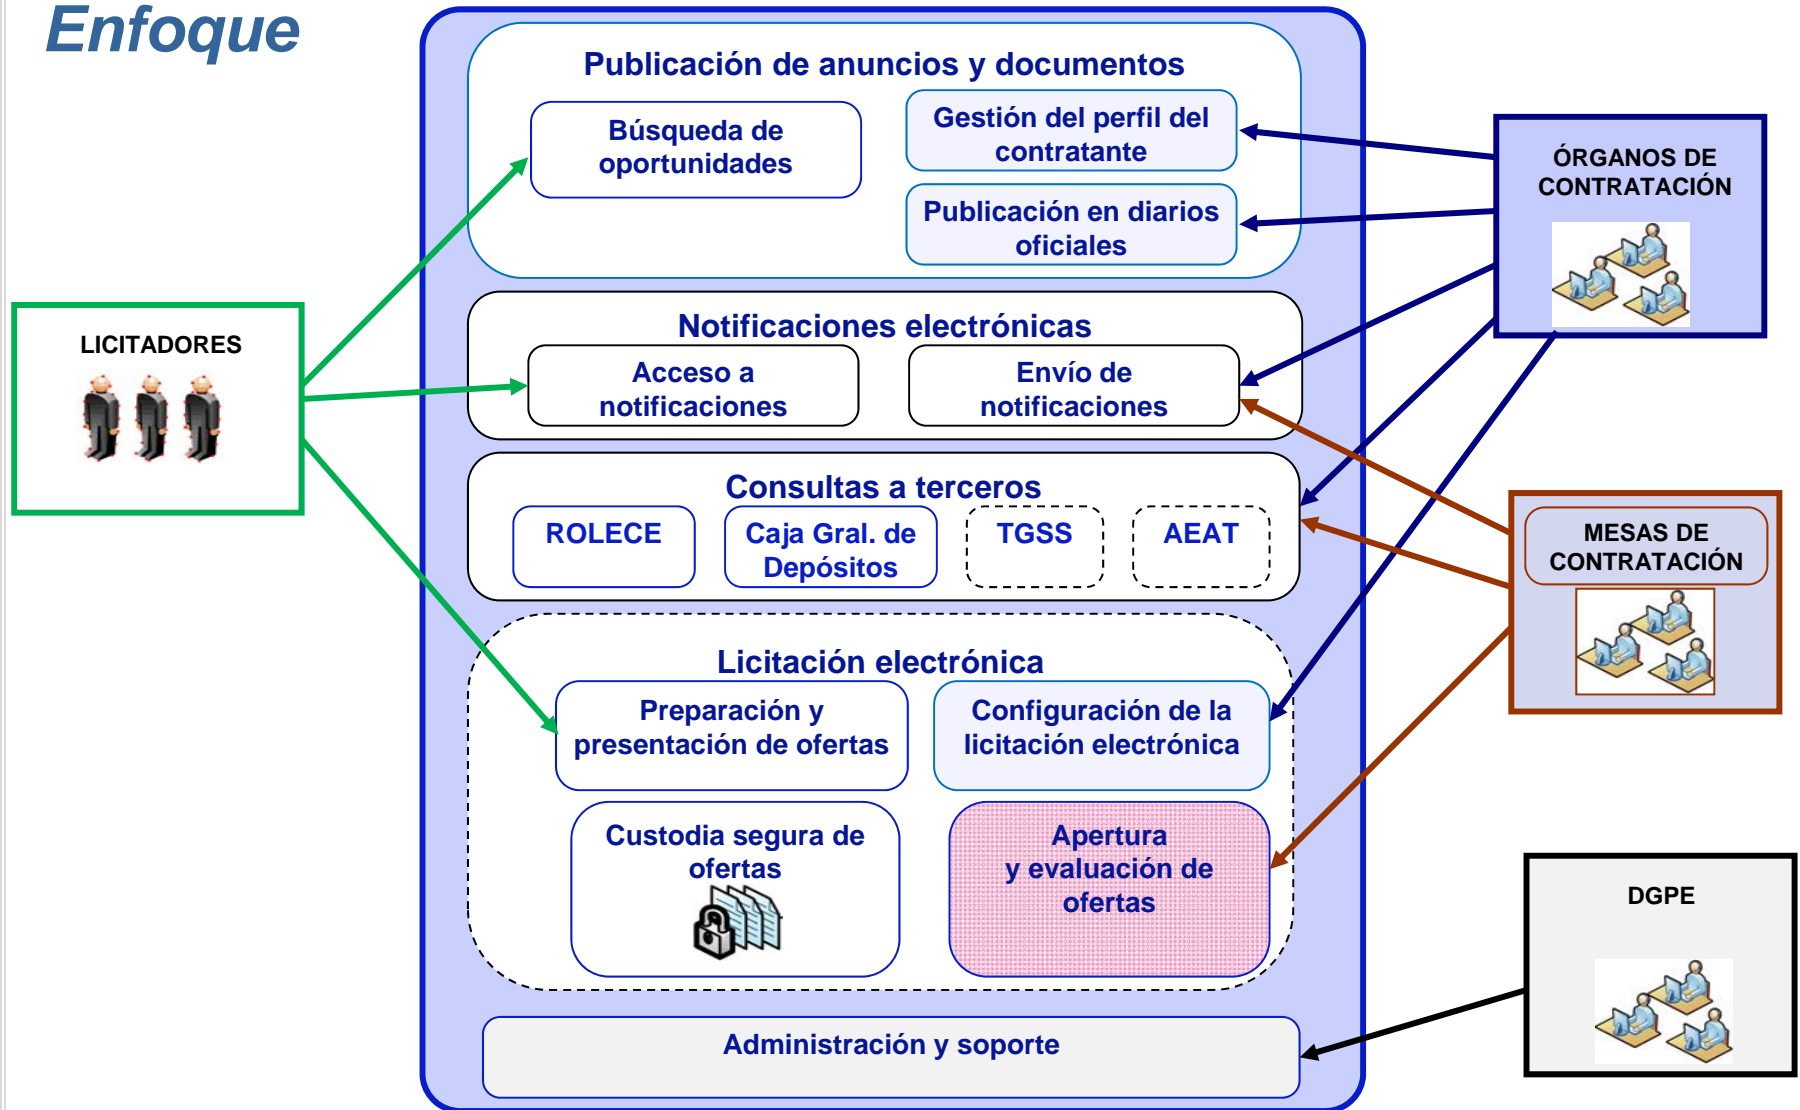 Enfoque
Publicación de anuncios y documentos
Búsqueda de
oportunidades
Gestión del perfil del
contratante
Publicación en diarios
oficiales
ÓRGANOS DE
CONTRATACIÓN
LICITADORES
Notificaciones electrónicas
Acceso a
notificaciones
Envío de
notificaciones
Consultas a terceros
ROLECE
Caja Gral. de
Depósitos
TGSS
AEAT
MESAS DE
CONTRATACIÓN
Licitación electrónica
Preparación y
presentación de ofertas
Configuración de la
licitación electrónica
Custodia segura de
ofertas
Apertura
y evaluación de
ofertas
DGPE
Administración y soporte